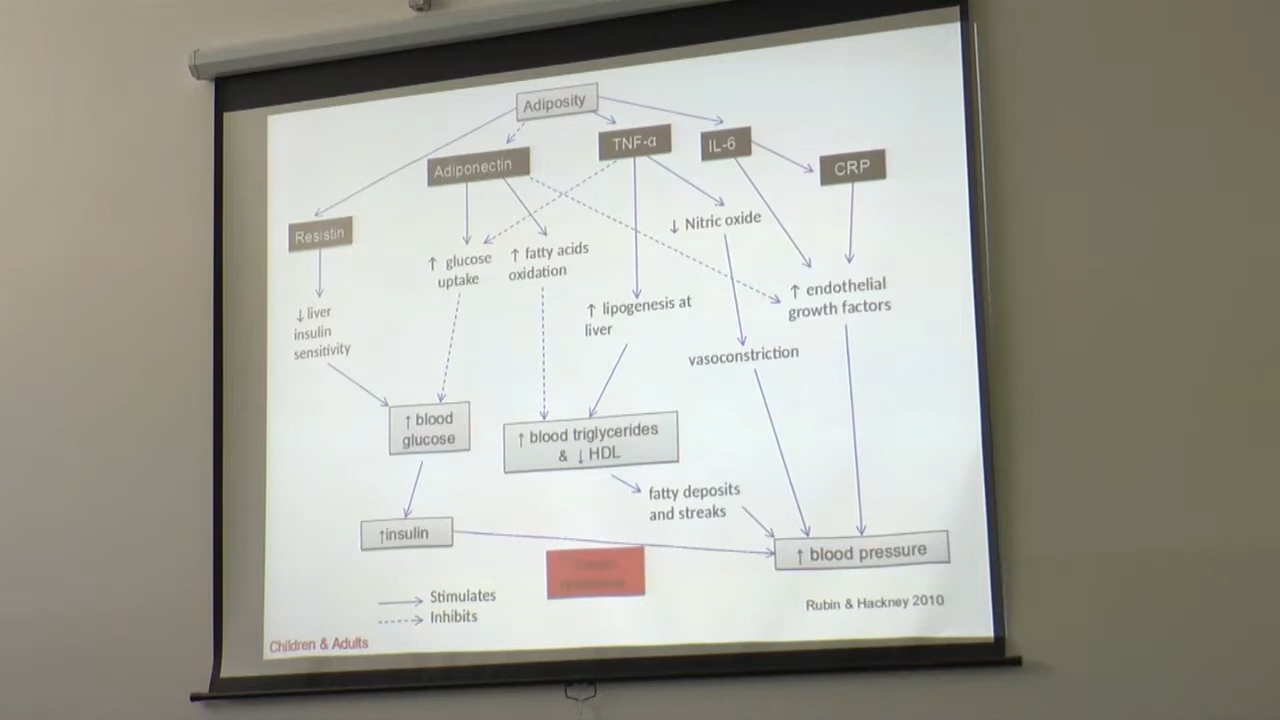 Adiposity
TNF-α
IL-6
Adiponectin
CRP
Resistin
↓ Nitric oxide
↑ glucose
uptake
↑ fatty acids
oxidation
↑ endothelial
growth factors
↑ lipogenesis at
liver
↓ liver
insulin
sensitivity
vasoconstriction
↑ blood
glucose
↑ blood triglycerides
& ↓ HDL
fatty deposits
and streaks
↑insulin
↑ blood pressure
Stimulates
Inhibits
Rubin & Hackney 2010
Children & Adults